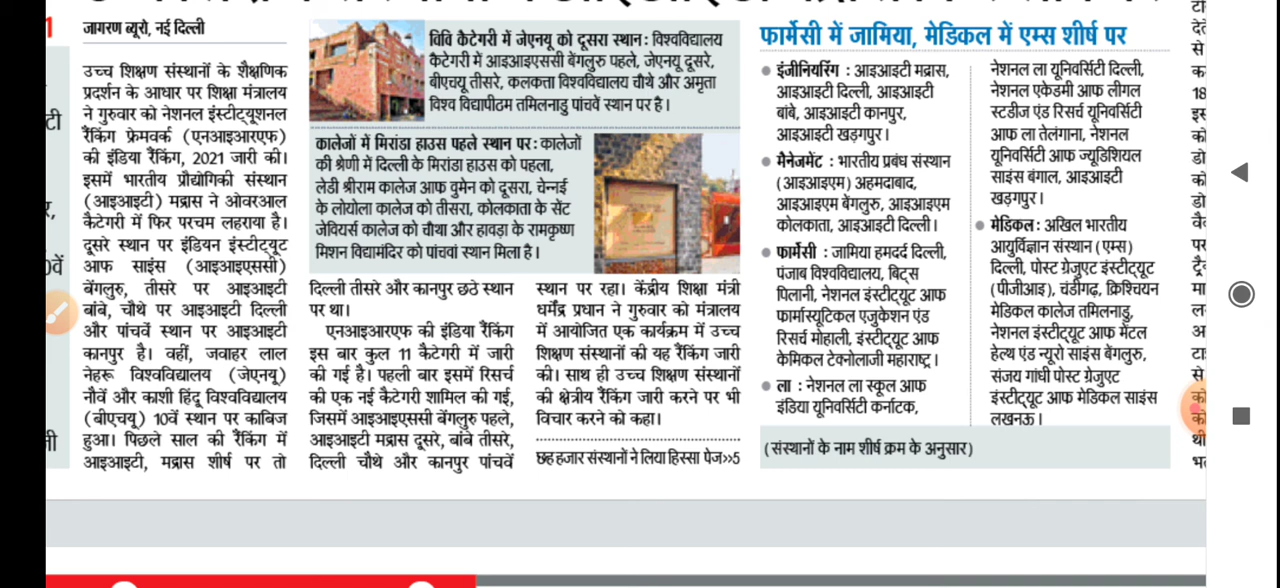 जागरण ब्यूरो, नई दिल्ली
उच्च शिक्षण संस्थानों के शैक्षणिक
प्रदर्शन के आधार पर शिक्षा मंत्रालय
ने गुरुवार को नेशनल इंस्टीट्यूशनल
रैंकिंग फ्रेमवर्क (एनआइआरएफ)
की इंडिया रैंकिंग, 2021 जारी की।
इसमें भारतीय प्रौद्योगिकी संस्थान
(आइआइटी) मद्रास ने ओवरआल
कैटेगरी में फिर परचम लहराया है।
दूसरे स्थान पर इंडियन इंस्टीट्यूट
आफ साइंस (आइआइएससी)
बेंगलुरु, तीसरे पर आइआइटी
बांबे, चौथे पर आइआइटी दिल्ली
और पांचवें स्थान पर आइआइटी
कानपुर है। वहीं, जवाहर लाल
नेहरू विश्वविद्यालय (जेएनयू)
नौवें और काशी हिंदू विश्वविद्यालय
(बीएचयू) 10वें स्थान पर काबिज
हुआ। पिछले साल की रैंकिंग में
आइआइटी, मद्रास शीर्ष पर तो
विवि कैटेगरी में जेएनयू को दूसरा स्थान: विश्वविद्यालय
कैटेगरी में आइआइएससी बेंगलुरु पहले, जेएनयू दूसरे,
बीएचयू तीसरे, कलकत्ता विश्वविद्यालय चौथे और अमृता
विश्व विद्यापीठम तमिलनाडु पांचवें स्थान पर है।
कालेजों में मिरांडा हाउस पहले स्थान पर: कालेजों
की श्रेणी में दिल्ली के मिरांडा हाउस को पहला,
लेडी श्रीराम कालेज आफ वुमेन को दूसरा, चेन्नई
के लोयोला कालेज को तीसरा, कोलकाता के सेंट
जेवियर्स कालेज को चौथा और हावड़ा के रामकृष्ण
मिशन विद्यामंदिर को पांचवां स्थान मिला है।
दिल्ली तीसरे और कानपुर छठे स्थान
पर था।
एनआइआरएफ की इंडिया रैंकिंग
इस बार कुल 11 कैटेगरी में जारी
की गई है। पहली बार इसमें रिसर्च
की एक नई कैटेगरी शामिल की गई,
जिसमें आइआइएससी बेंगलुरु पहले,
आइआइटी मद्रास दूसरे, बांबे तीसरे,
दिल्ली चौथे और कानपुर पांचवें
स्थान पर रहा। केंद्रीय शिक्षा मंत्री
धर्मेंद्र प्रधान ने गुरुवार को मंत्रालय
में आयोजित एक कार्यक्रम में उच्च
शिक्षण संस्थानों की यह रैंकिंग जारी
की। साथ ही उच्च शिक्षण संस्थानों
की क्षेत्रीय रैंकिंग जारी करने पर भी
विचार करने को कहा।
छह हजार संस्थानों ने लिया हिस्सा पेज>>5
फार्मेसी में जामिया, मेडिकल में एम्स शीर्ष पर
● इंजीनियरिंग : आइआइटी मद्रास,
आइआइटी दिल्ली, आइआइटी
बांबे, आइआइटी कानपुर,
आइआइटी खड़गपुर।
● मैनेजमेंट : भारतीय प्रबंध संस्थान
(आइआइएम) अहमदाबाद,
आइआइएम बेंगलुरु, आइआइएम
कोलकाता, आइआइटी दिल्ली।
● फार्मेसी : जामिया हमदर्द दिल्ली,
पंजाब विश्वविद्यालय, बिट्स
पिलानी, नेशनल इंस्टीट्यूट आफ
फार्मास्यूटिकल एजुकेशन एंड
रिसर्च मोहाली, इंस्टीट्यूट आफ
केमिकल टेक्नोलाजी महाराष्ट्र।
● ला : नेशनल ला स्कूल आफ
इंडिया यूनिवर्सिटी कर्नाटक,
नेशनल ला यूनिवर्सिटी दिल्ली,
नेशनल एकेडमी आफ लीगल
स्टडीज एंड रिसर्च यूनिवर्सिटी
आफ ला तेलंगाना, नेशनल
यूनिवर्सिटी आफ ज्यूडिशियल
साइंस बंगाल, आइआइटी
खड़गपुर।
● मेडिकल: अखिल भारतीय
आयुर्विज्ञान संस्थान (एम्स)
दिल्ली, पोस्ट ग्रेजुएट इंस्टीट्यूट
(पीजीआइ), चंडीगढ़, क्रिश्चियन
मेडिकल कालेज तमिलनाडु,
नेशनल इंस्टीट्यूट आफ मेंटल
हेल्थ एंड न्यूरो साइंस बेंगलुरु,
संजय गांधी पोस्ट ग्रेजुएट
इंस्टीट्यूट आफ मेडिकल साइंस
लखनऊ।
(संस्थानों के नाम शीर्ष क्रम के अनुसार)